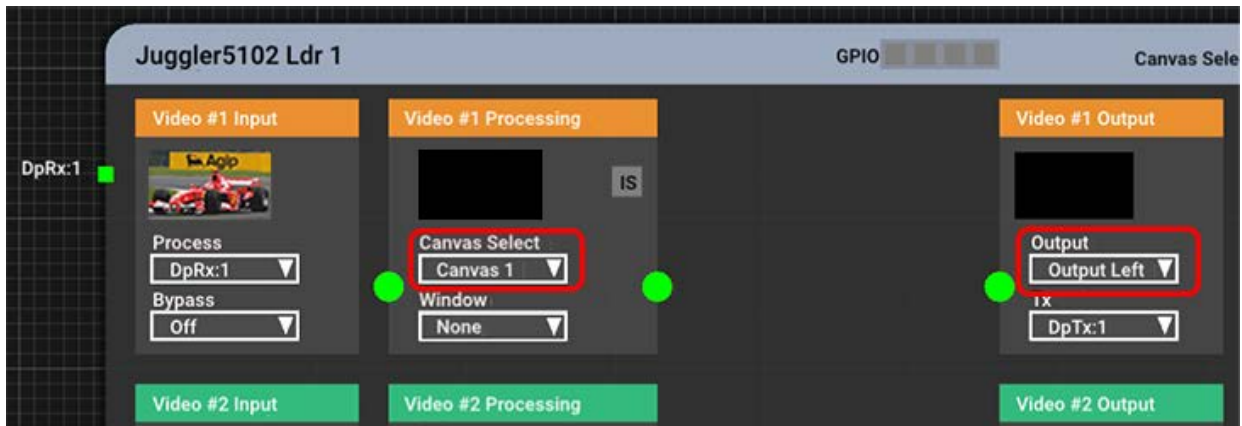 Juggler5102 Ldr 1
GPIO
Canvas Sele
Video #1 Input
Video #1 Processing
Video #1 Output
DpRx:1
Agip
IS
Process
Canvas Select
Output
DpRx:1
Canvas 1
Output Left
Bypass
Window
Tx
Off
None
DpTx:1
Video #2 Input
Video #2 Processing
Video #2 Output